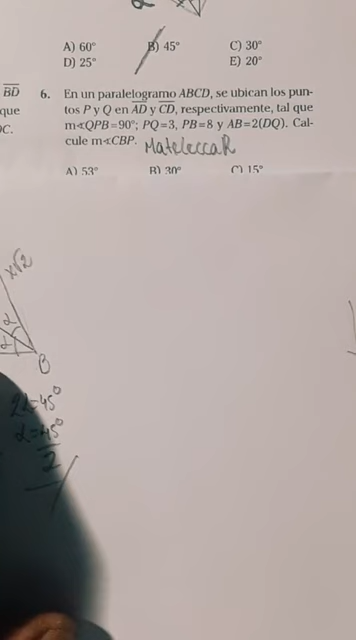 A) 60° B) 45° C) 30°
D) 25° E) 20°
BD
que
C.
6. En un paralelogramo ABCD, se ubican los pun-
tos P y Q en AD y CD, respectivamente, tal que
m∢QPB=90°; PQ=3, PB=8 y AB=2(DQ). Cal-
cule m∢CBP. MateleccaR
A) 53° B) 30° C) 15°
x√2
α
α
B
2α=45°
α=45°
2